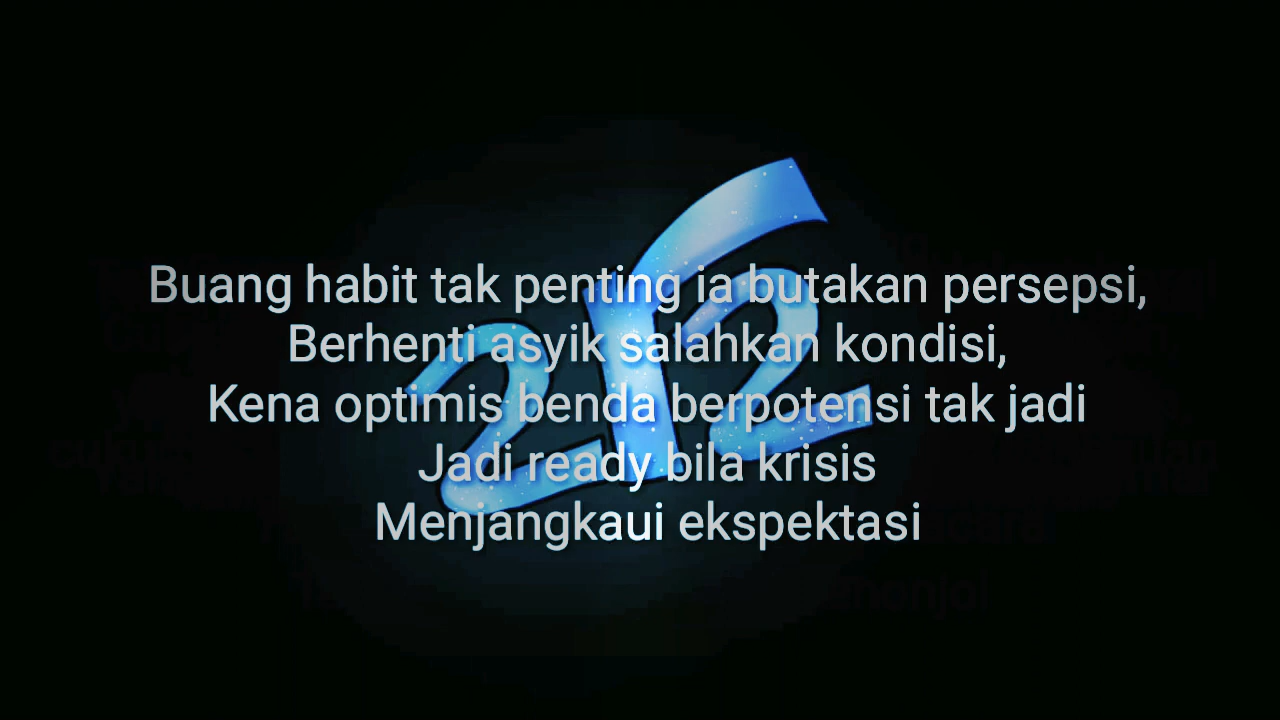 212
Buang habit tak penting ia butakan persepsi,
Berhenti asyik salahkan kondisi,
Kena optimis benda berpotensi tak jadi
Jadi ready bila krisis
Menjangkaui ekspektasi